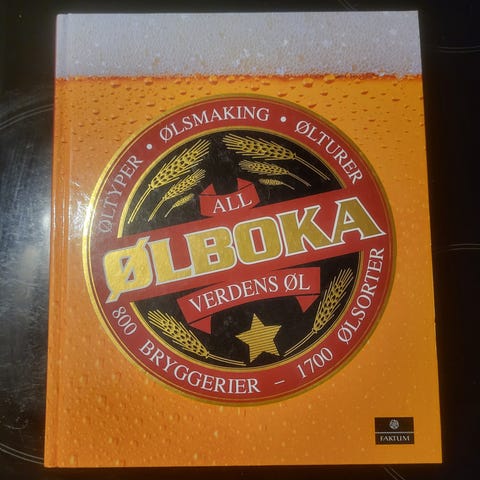 ØLTYPER • ØLSMAKING • ØLTURER
ALL
ØLBOKA
VERDENS ØL
800 BRYGGERIER – 1700 ØLSORTER
FAKTUM